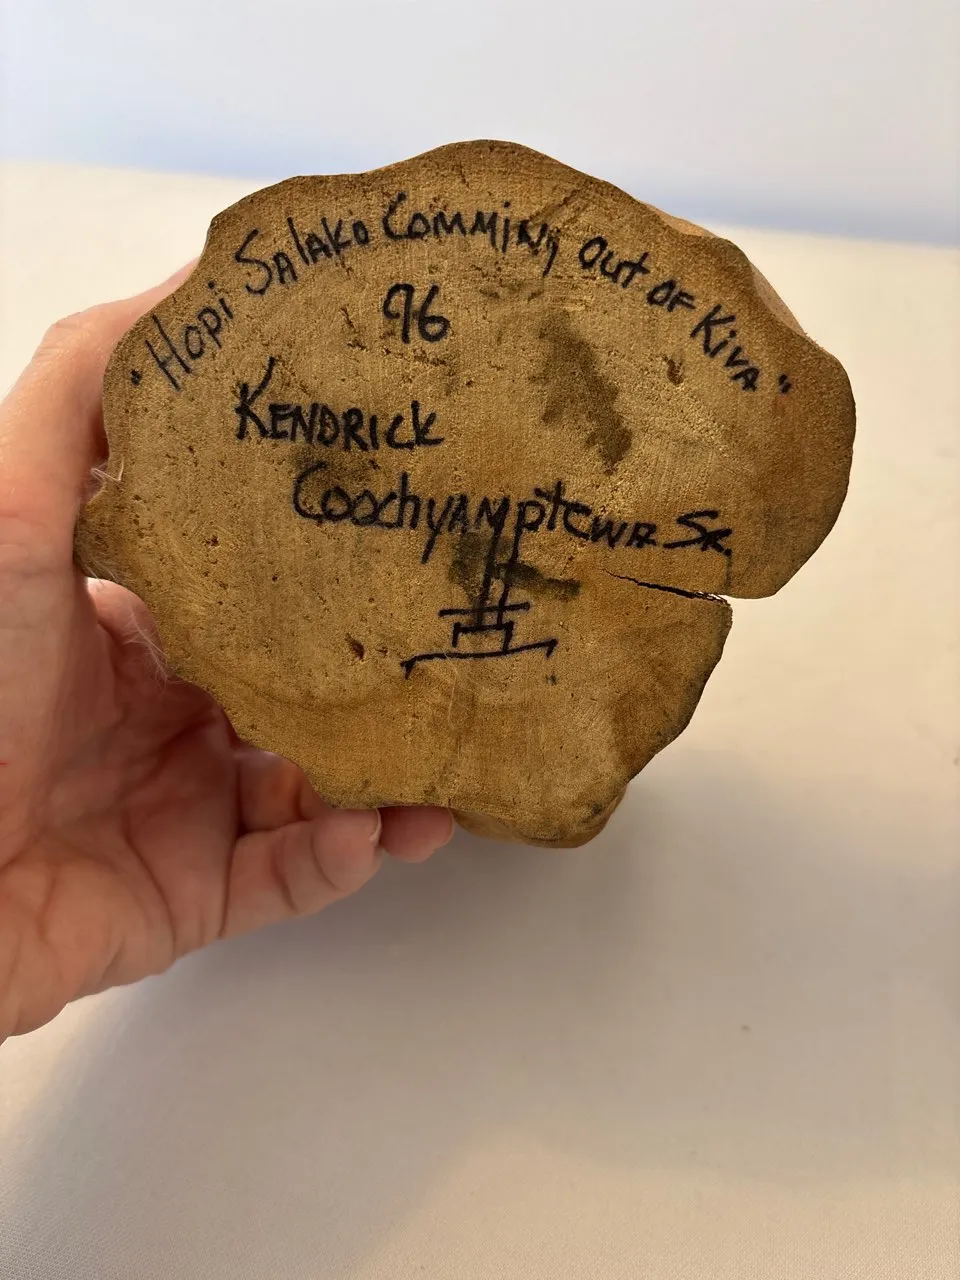 "Hopi Salako Comming out of Kiva"
96
KENDRICK
Coochyamptewa Sr.